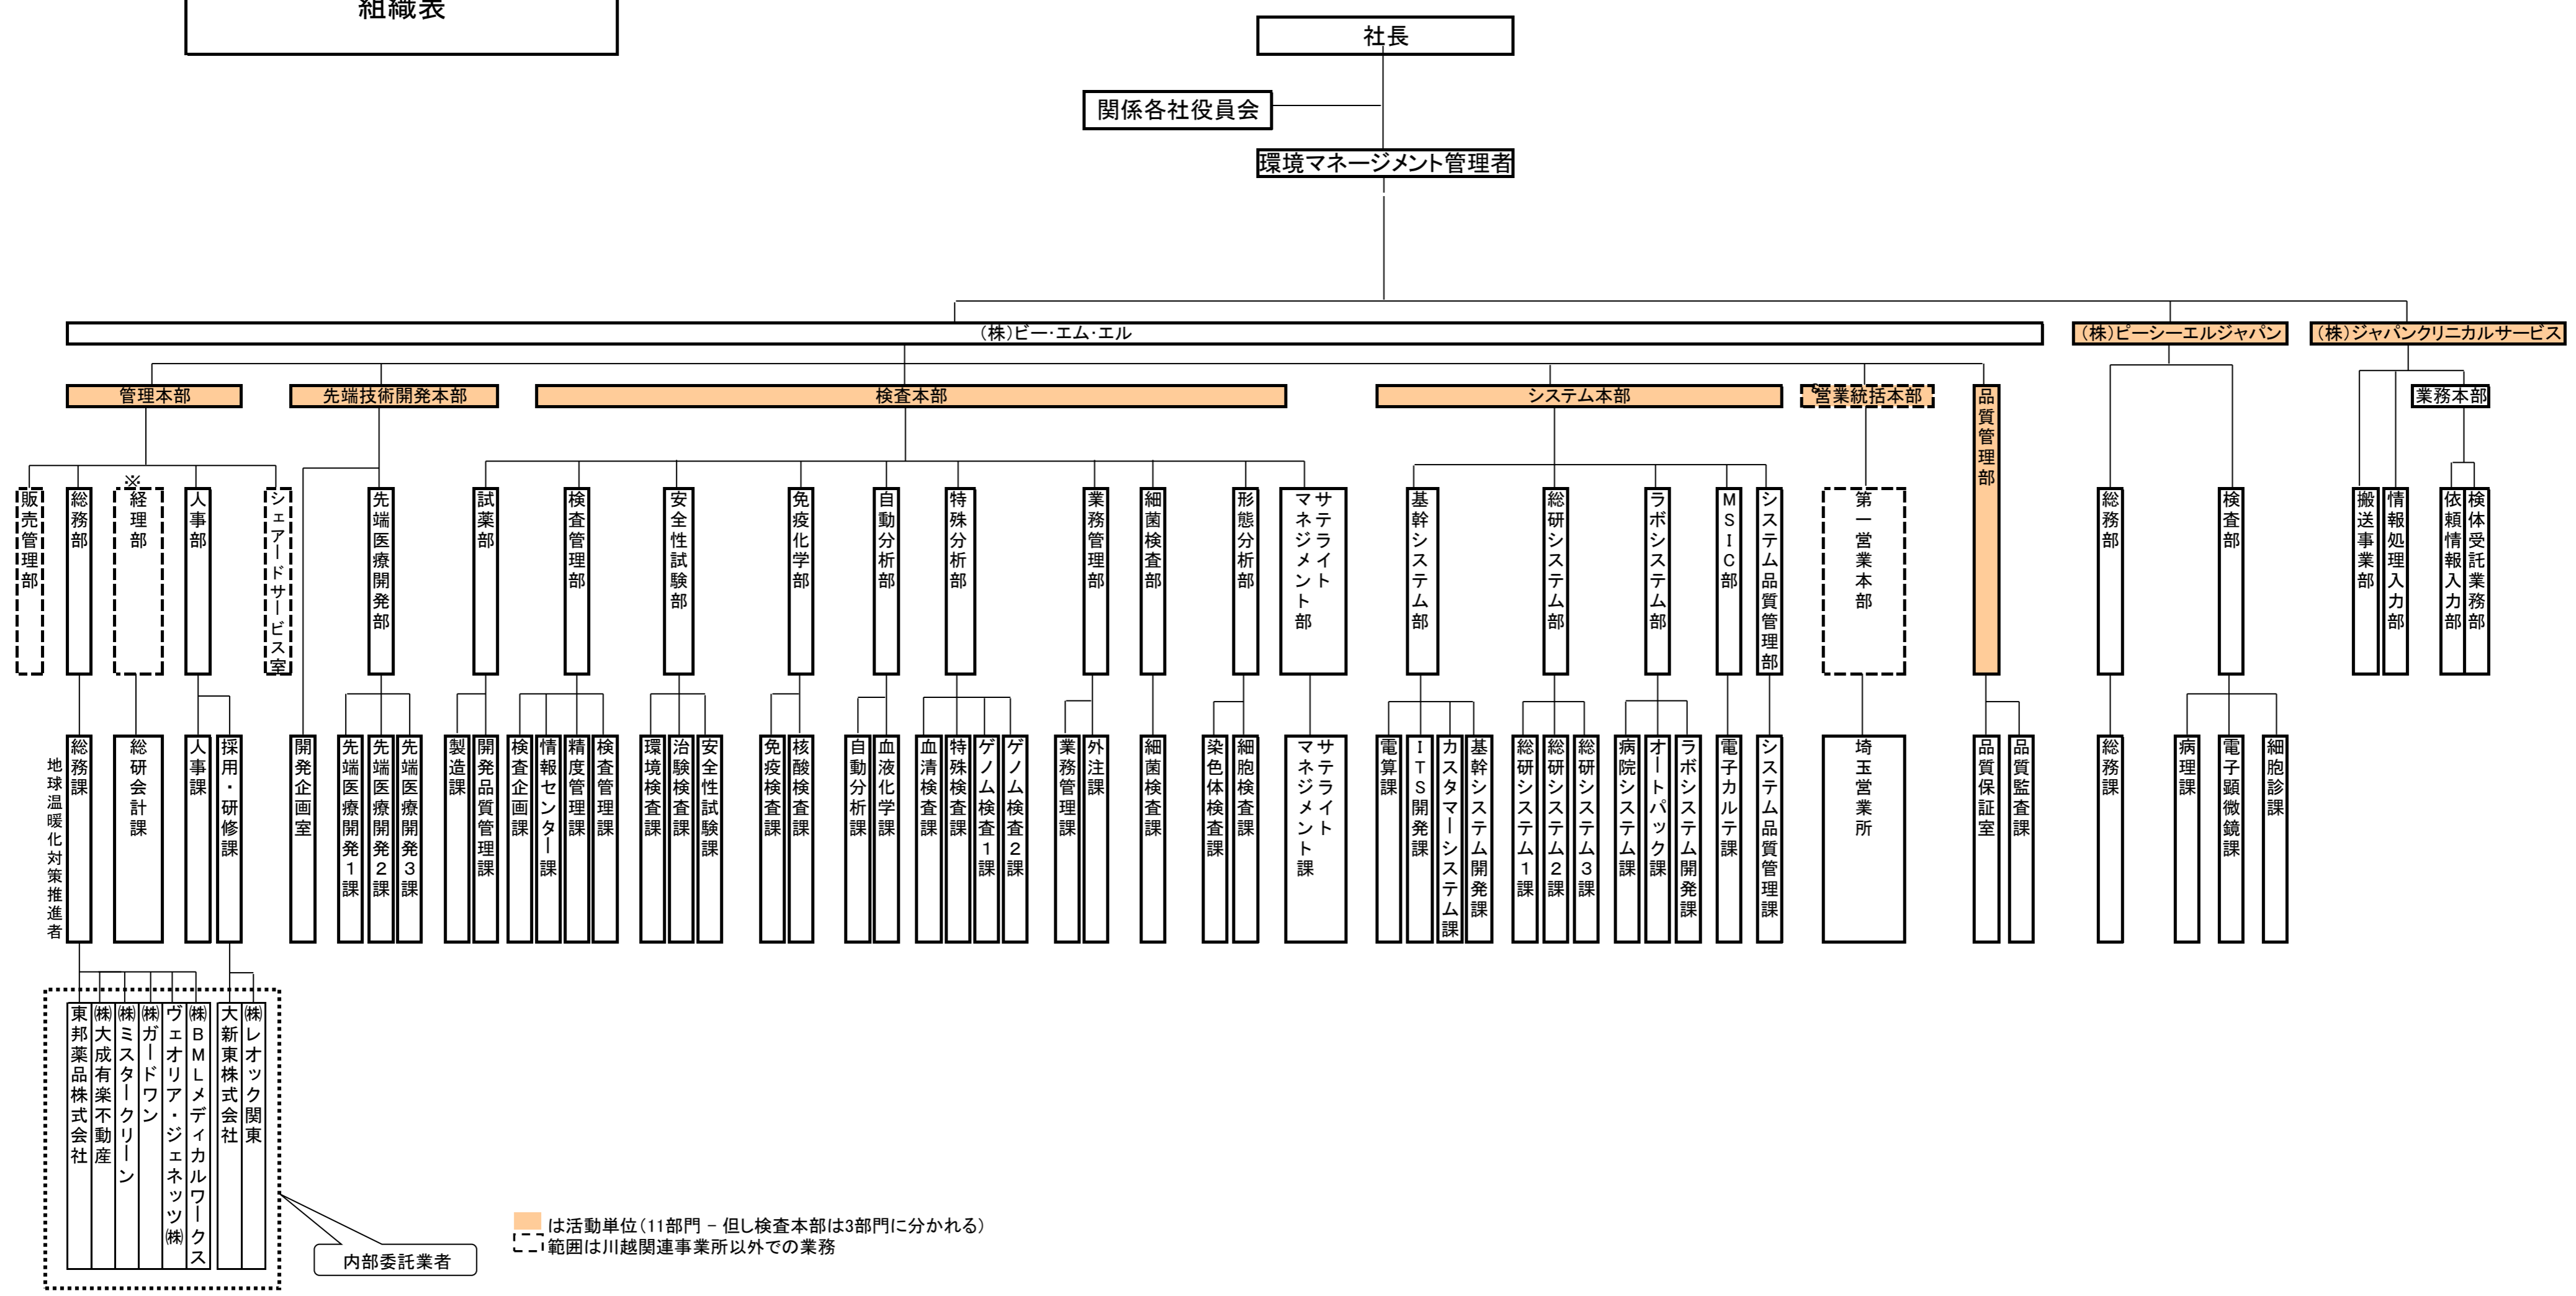 組織表
社長
関係各社役員会
環境マネージメント管理者
(株)ビー・エム・エル
(株)ピーシーエルジャパン
(株)ジャパンクリニカルサービス
管理本部
先端技術開発本部
検査本部
システム本部
営業統括本部
品質管理部
業務本部
※
販売管理部
総務部
経理部
人事部
シェアードサービス室
先端医療開発部
試薬部
検査管理部
安全性試験部
免疫化学部
自動分析部
特殊分析部
業務管理部
細菌検査部
形態分析部
サテライト
マネジメント部
基幹システム部
総研システム部
ラボシステム部
MSIC部
システム品質管理部
第一営業本部
総務部
検査部
搬送事業部
情報処理入力部
依頼情報入力部
検体受託業務部
地球温暖化対策推進者
総務課
総研会計課
人事課
採用・研修課
開発企画室
先端医療開発1課
先端医療開発2課
先端医療開発3課
製造課
開発品質管理課
検査企画課
情報センター課
精度管理課
検査管理課
環境検査課
治験検査課
安全性試験課
免疫検査課
核酸検査課
自動分析課
血液化学課
血清検査課
特殊検査課
ゲノム検査1課
ゲノム検査2課
業務管理課
外注課
細菌検査課
染色体検査課
細胞検査課
サテライト
マネジメント課
電算課
ITS開発課
カスタマーシステム課
基幹システム開発課
総研システム1課
総研システム2課
総研システム3課
病院システム課
オートパック課
ラボシステム開発課
電子カルテ課
システム品質管理課
埼玉営業所
品質保証室
品質監査課
総務課
病理課
電子顕微鏡課
細胞診課
東邦薬品株式会社
㈱大成有楽不動産
㈱ミスタークリーン
㈱ガードワン
ヴェオリア・ジェネッツ㈱
㈱BMLメディカルワークス
大新東株式会社
㈱レオック関東
内部委託業者
は活動単位(11部門 − 但し検査本部は3部門に分かれる)
範囲は川越関連事業所以外での業務